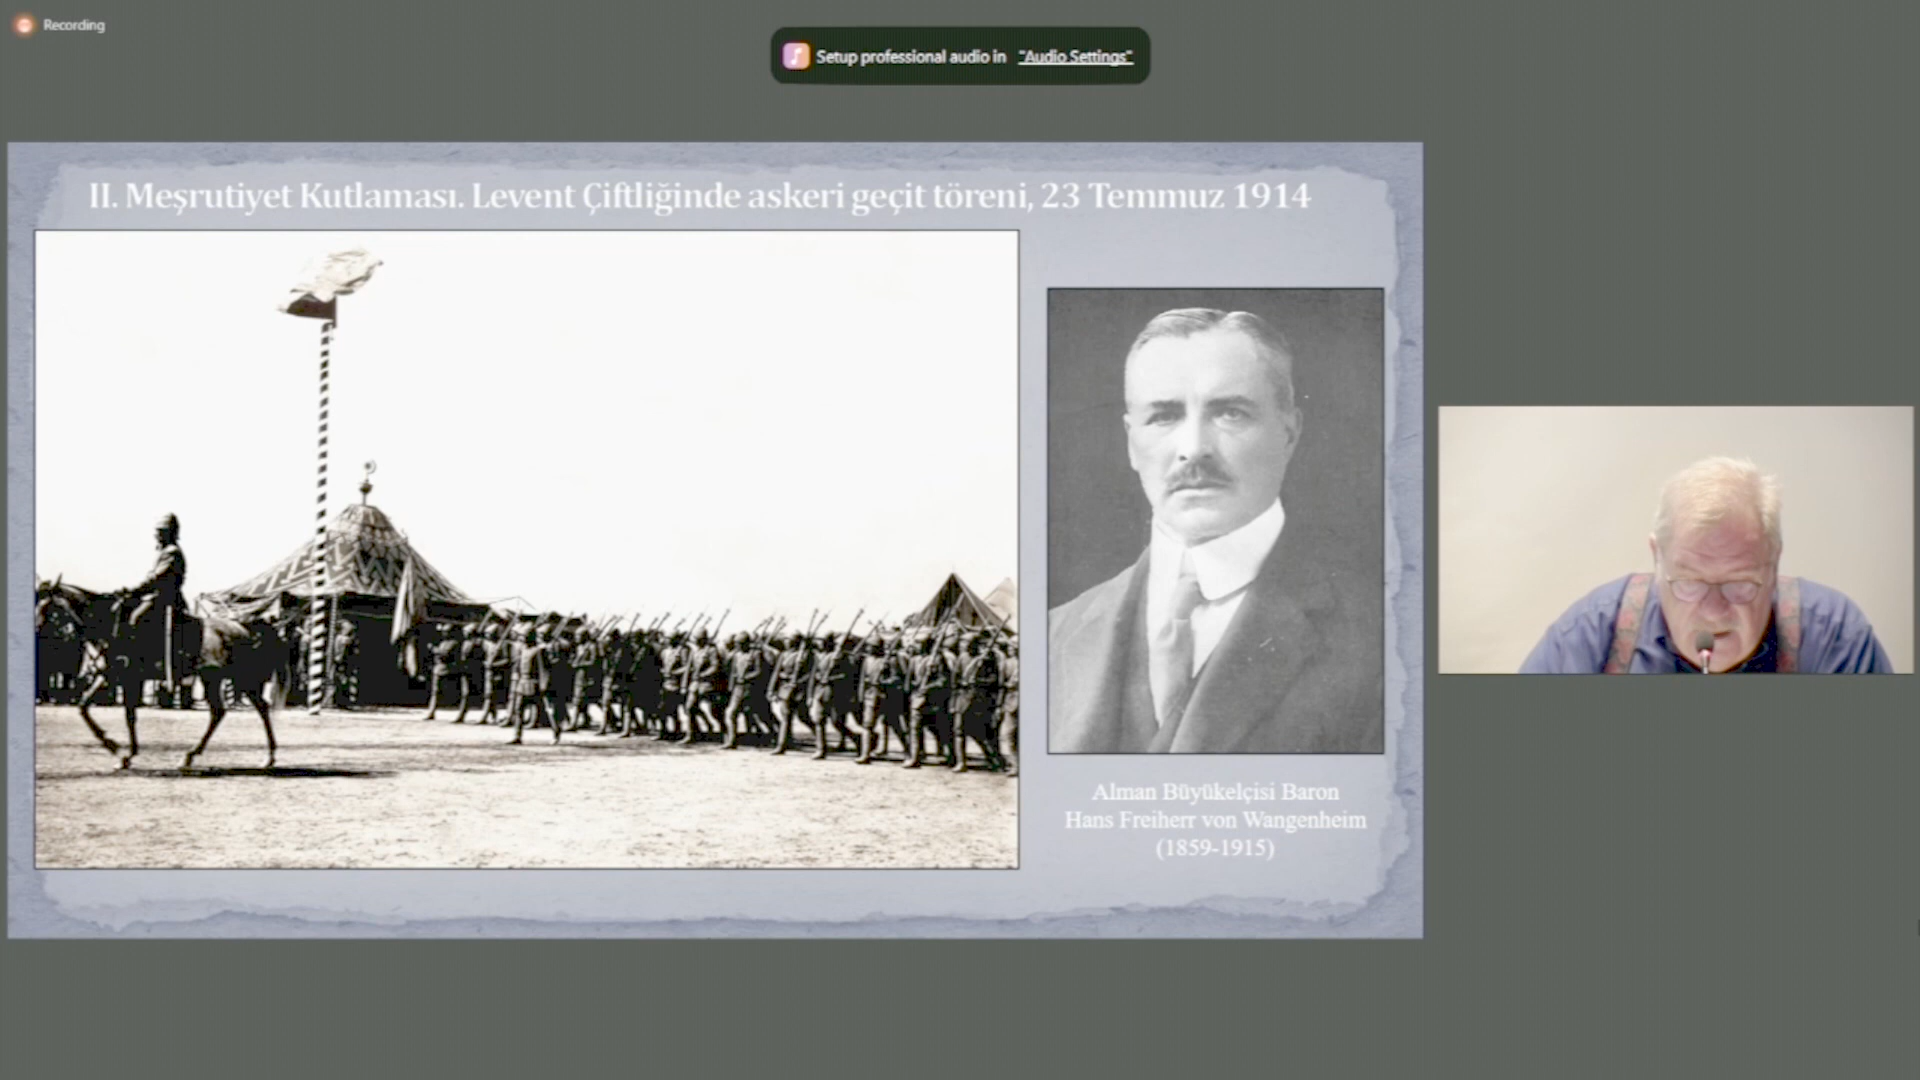 Recording
Setup professional audio in "Audio Settings"
II. Meşrutiyet Kutlaması. Levent Çiftliğinde askeri geçit töreni, 23 Temmuz 1914
Alman Büyükelçisi Baron
Hans Freiherr von Wangenheim
(1859-1915)